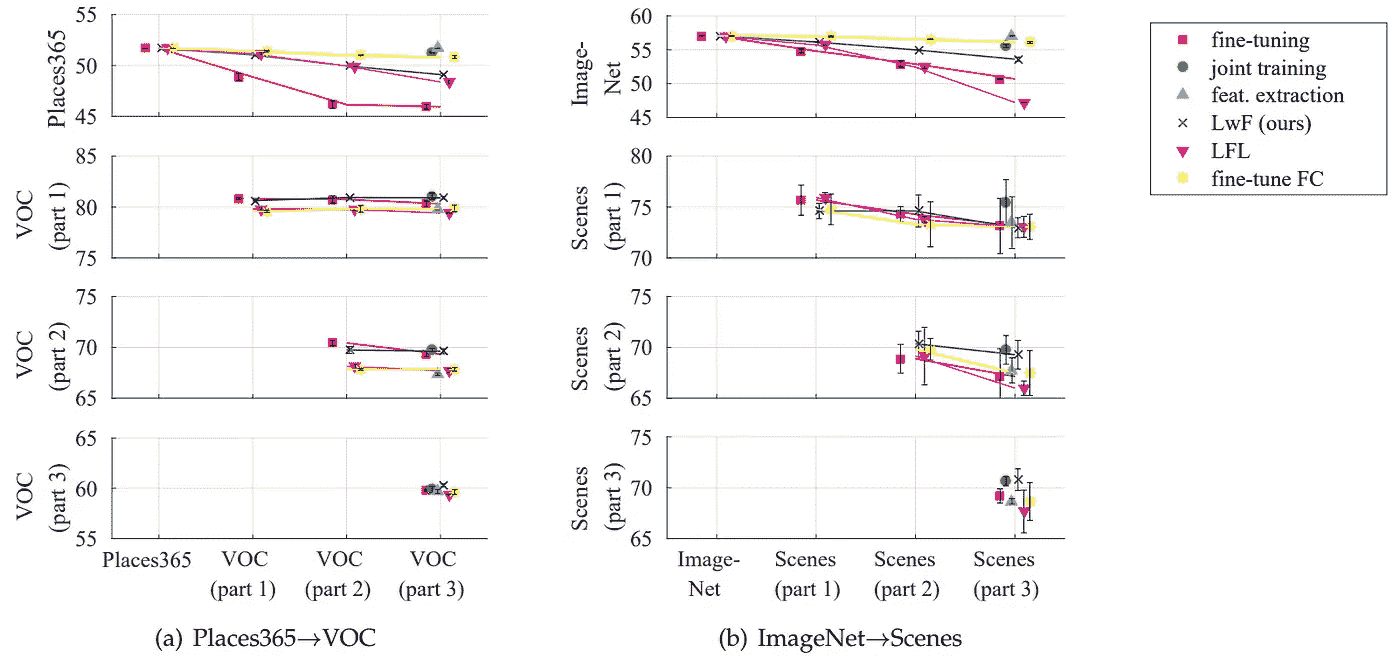 Places365
55
50
45
VOC
(part 1)
85
80
75
VOC
(part 2)
75
70
65
VOC
(part 3)
65
60
55
Places365
VOC
(part 1)
VOC
(part 2)
VOC
(part 3)
(a) Places365→VOC
Image-
Net
60
55
50
45
Scenes
(part 1)
80
75
70
Scenes
(part 2)
75
70
65
Scenes
(part 3)
75
70
65
Image-
Net
Scenes
(part 1)
Scenes
(part 2)
Scenes
(part 3)
(b) ImageNet→Scenes
fine-tuning
joint training
feat. extraction
LwF (ours)
LFL
fine-tune FC